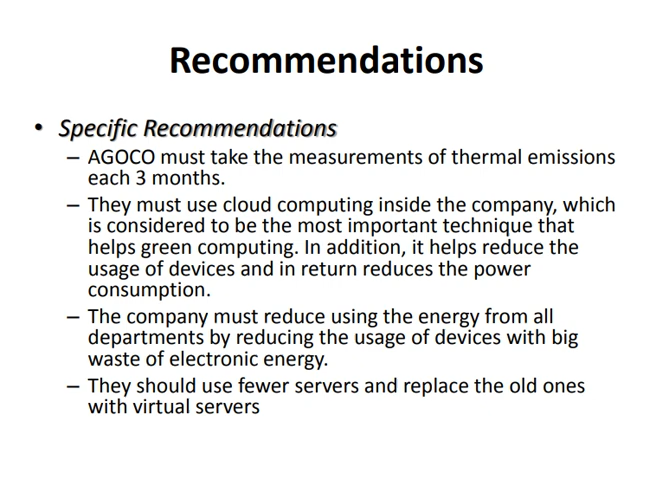 Recommendations
• Specific Recommendations
– AGOCO must take the measurements of thermal emissions
each 3 months.
– They must use cloud computing inside the company, which
is considered to be the most important technique that
helps green computing. In addition, it helps reduce the
usage of devices and in return reduces the power
consumption.
– The company must reduce using the energy from all
departments by reducing the usage of devices with big
waste of electronic energy.
– They should use fewer servers and replace the old ones
with virtual servers